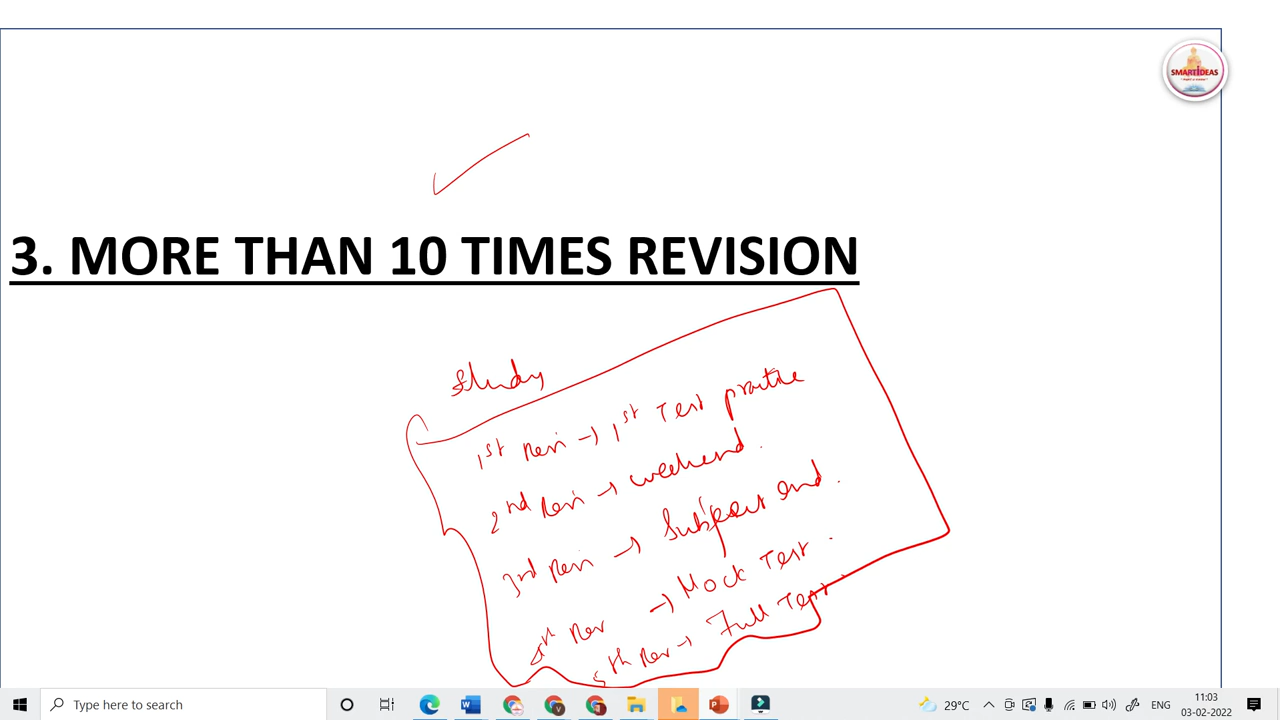 SMARTIDEAS
3. MORE THAN 10 TIMES REVISION
study
1st Revi → 1st Test practice
2nd Revi → weekend.
3rd Revi → Subject end.
4th Rev → Mock Test.
5th Rev → Full Test
Type here to search
29°C
ENG
11:03
03-02-2022